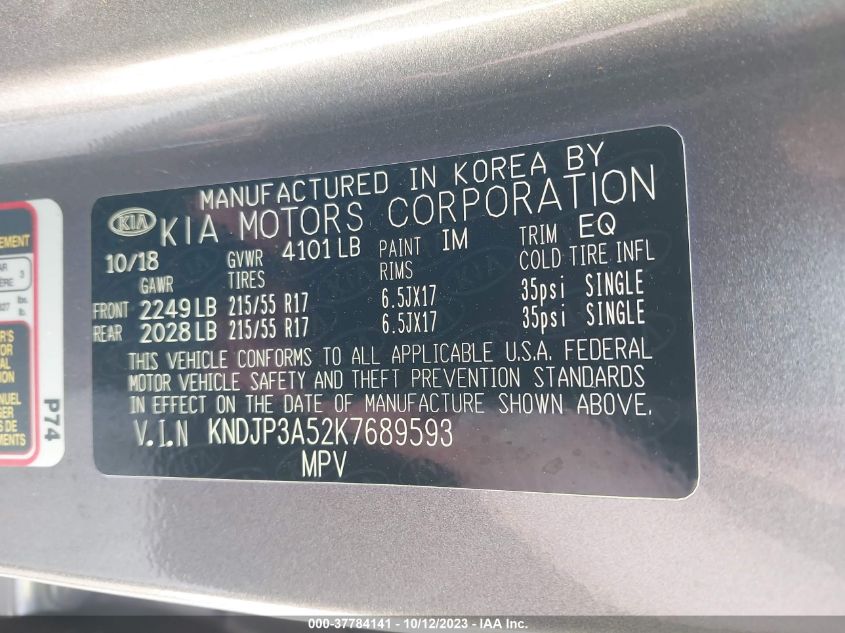 MANUFACTURED IN KOREA BY
KIA KIA MOTORS CORPORATION
10/18 GVWR 4101 LB PAINT IM TRIM EQ
GAWR TIRES RIMS COLD TIRE INFL
FRONT 2249 LB 215/55 R17 6.5JX17 35psi SINGLE
REAR 2028 LB 215/55 R17 6.5JX17 35psi SINGLE
THIS VEHICLE CONFORMS TO ALL APPLICABLE U.S.A. FEDERAL
MOTOR VEHICLE SAFETY AND THEFT PREVENTION STANDARDS
IN EFFECT ON THE DATE OF MANUFACTURE SHOWN ABOVE.
V.I.N KNDJP3A52K7689593
MPV
3
lbs.
P74
000-37784141 - 10/12/2023 - IAA Inc.